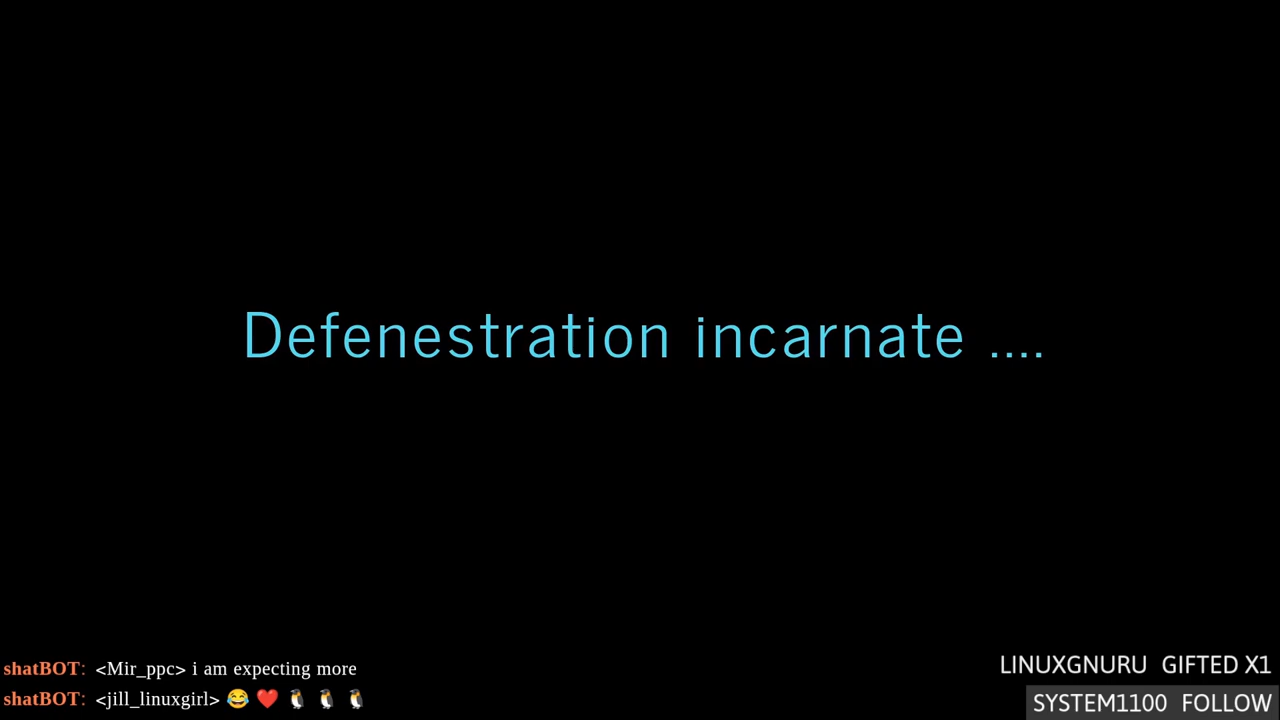 Defenestration incarnate ....
shatBOT: <Mir_ppc> i am expecting more
shatBOT: <jill_linuxgirl> 😂 ❤️ 🐧 🐧 🐧
LINUXGNURU GIFTED X1
SYSTEM1100 FOLLOW